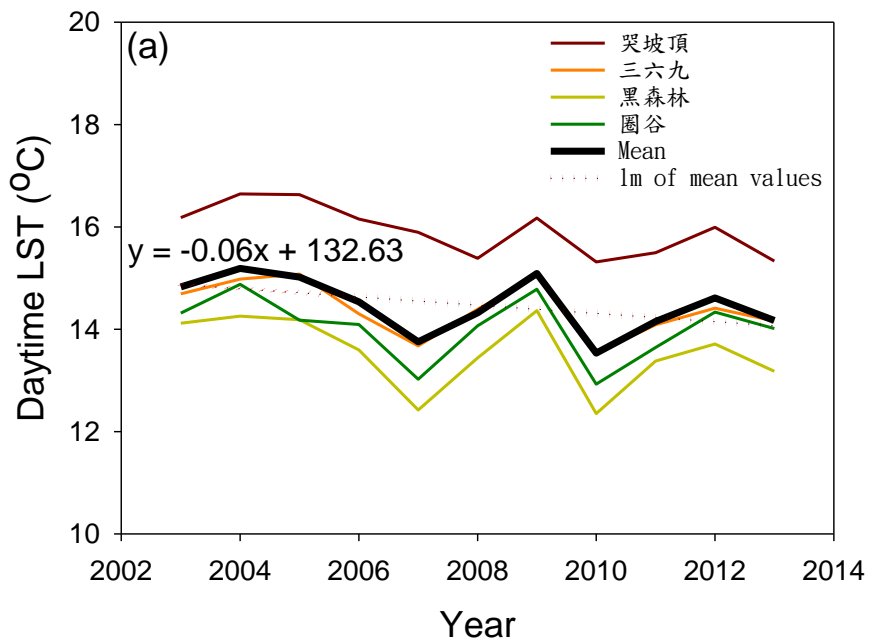 (a)
哭坡頂
三六九
黑森林
圈谷
Mean
lm of mean values
y = -0.06x + 132.63
Daytime LST (°C)
20
18
16
14
12
10
2002 2004 2006 2008 2010 2012 2014
Year